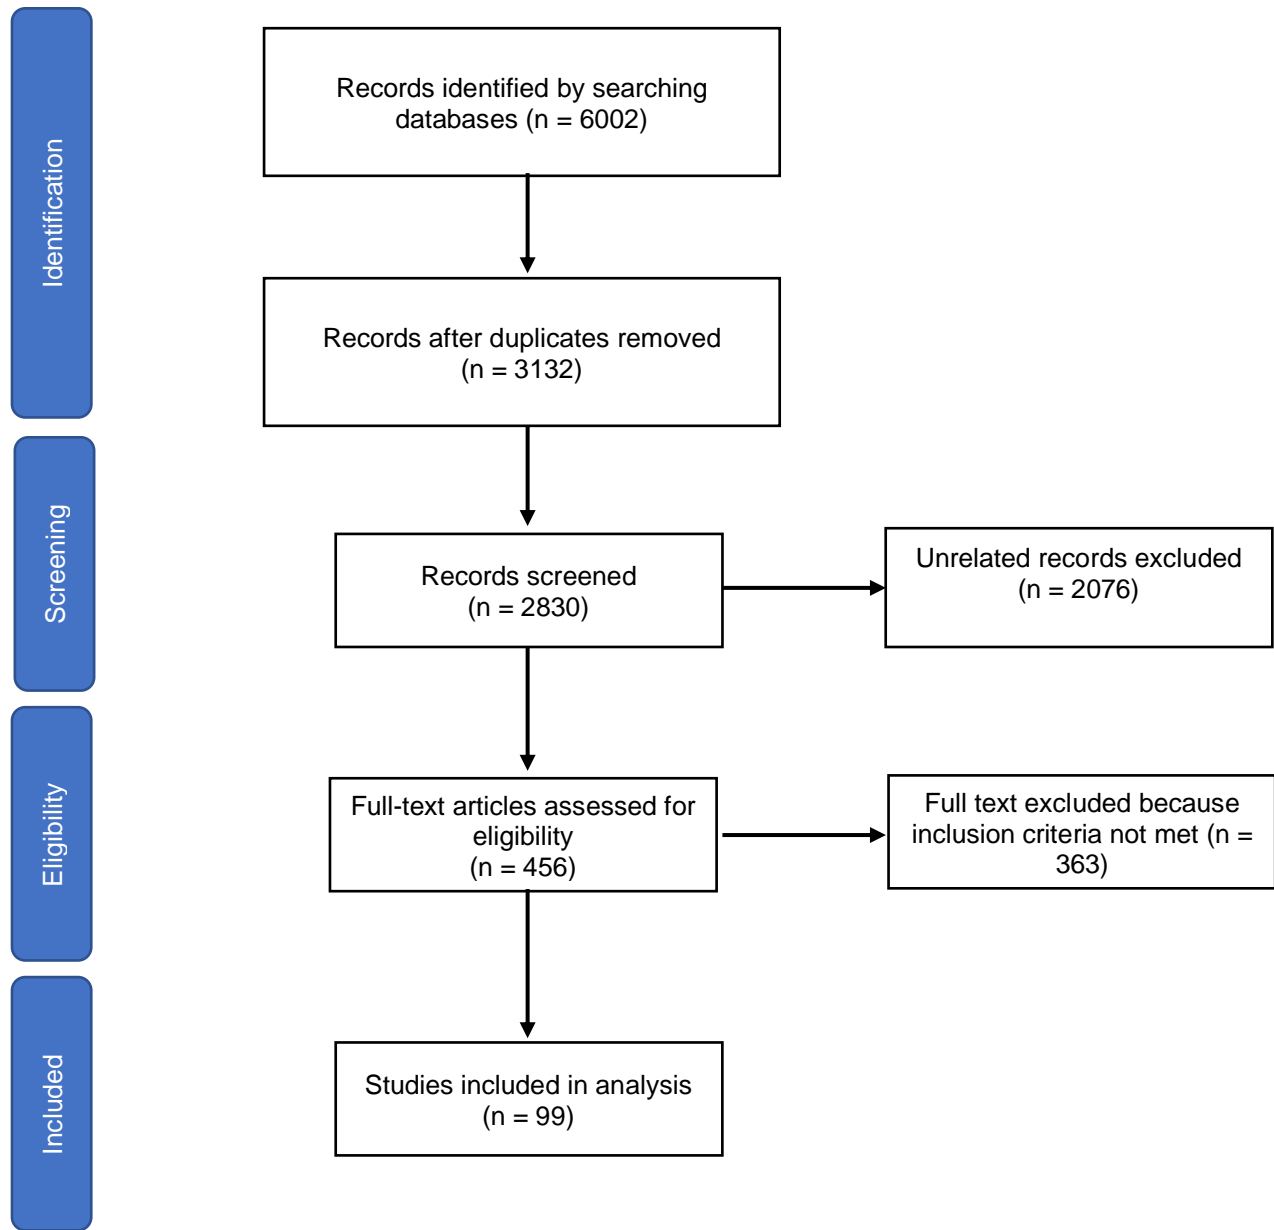 Identification
Records identified by searching
databases (n = 6002)
Records after duplicates removed
(n = 3132)
Screening
Records screened
(n = 2830)
Unrelated records excluded
(n = 2076)
Eligibility
Full-text articles assessed for
eligibility
(n = 456)
Full text excluded because
inclusion criteria not met (n =
363)
Included
Studies included in analysis
(n = 99)